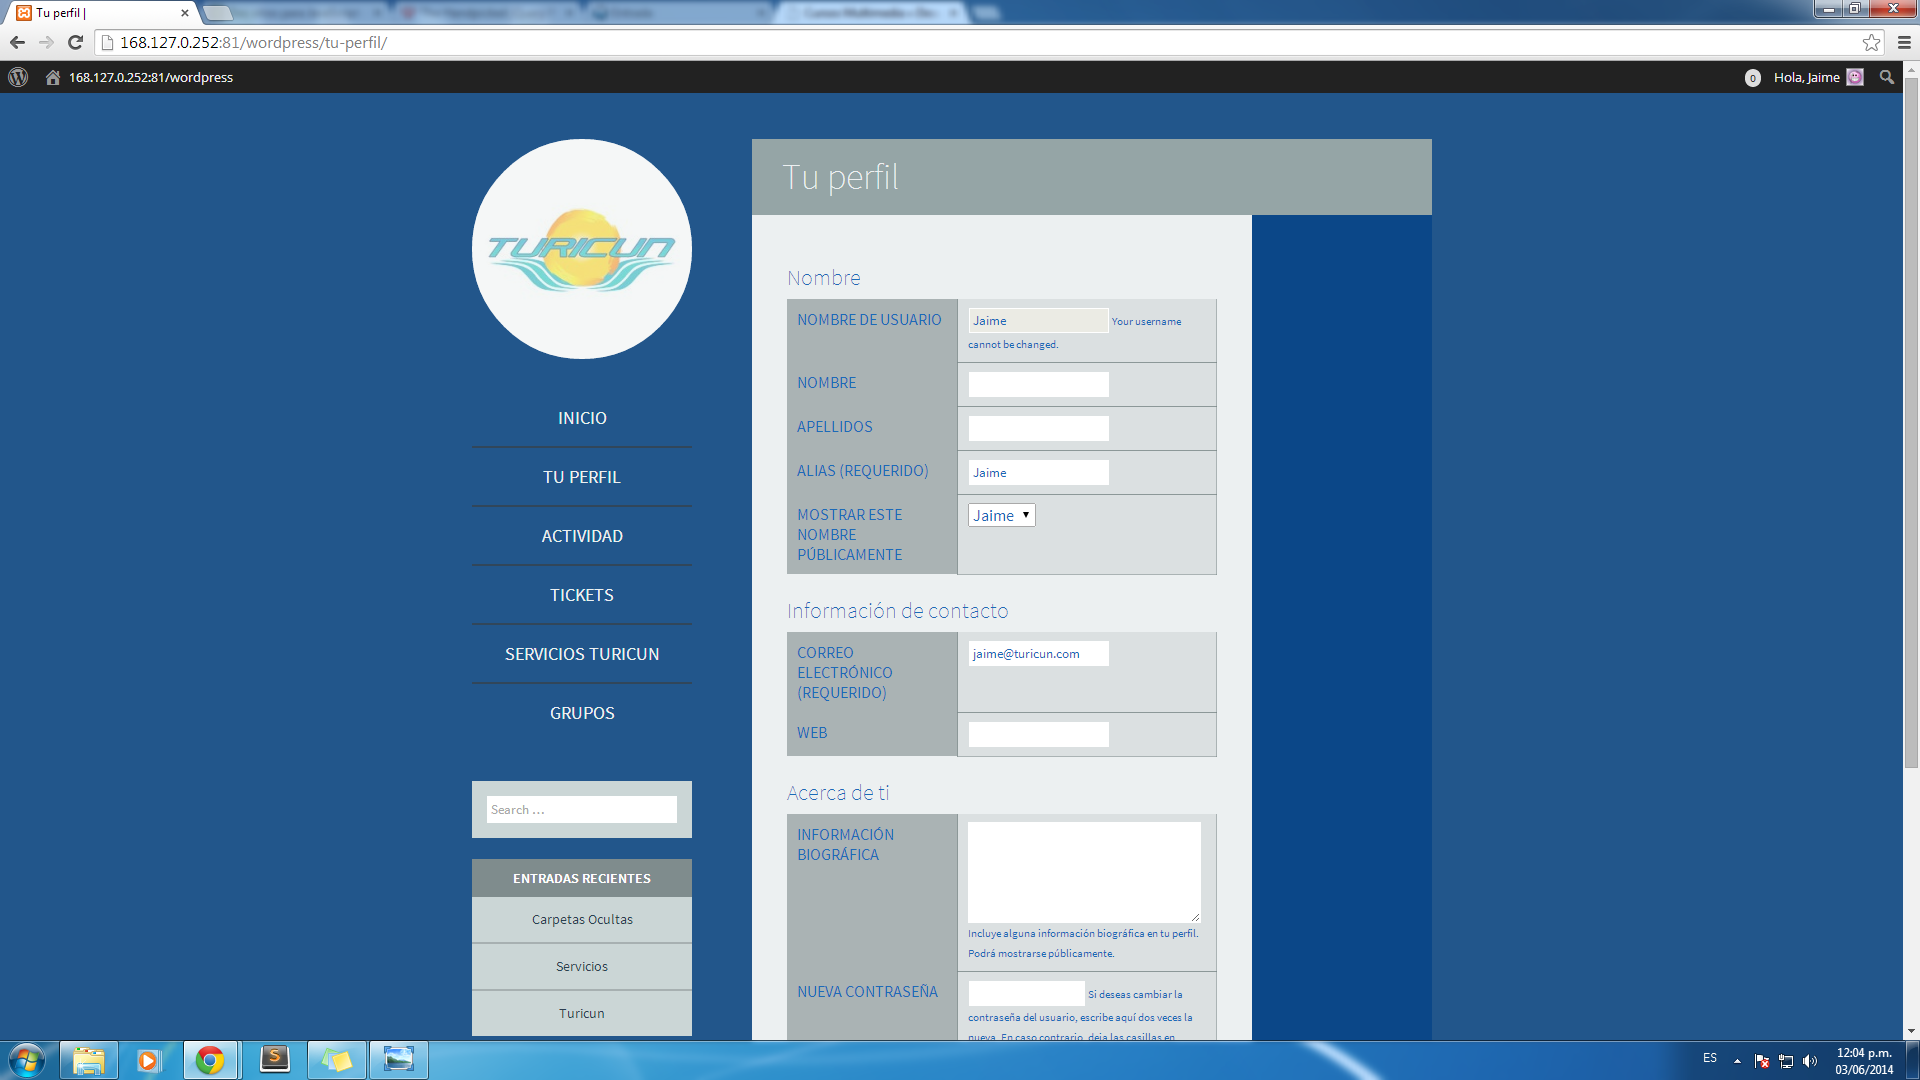 Tu perfil |
168.127.0.252:81/wordpress/tu-perfil/
168.127.0.252:81/wordpress
0
Hola, Jaime
TURICUN
INICIO
TU PERFIL
ACTIVIDAD
TICKETS
SERVICIOS TURICUN
GRUPOS
Search ...
ENTRADAS RECIENTES
Carpetas Ocultas
Servicios
Turicun
Tu perfil
Nombre
NOMBRE DE USUARIO
Jaime Your username
cannot be changed.
NOMBRE
APELLIDOS
ALIAS (REQUERIDO)
Jaime
MOSTRAR ESTE
NOMBRE
PÚBLICAMENTE
Jaime
Información de contacto
CORREO
ELECTRÓNICO
(REQUERIDO)
jaime@turicun.com
WEB
Acerca de ti
INFORMACIÓN
BIOGRÁFICA
Incluye alguna información biográfica en tu perfil.
Podrá mostrarse públicamente.
NUEVA CONTRASEÑA
Si deseas cambiar la
contraseña del usuario, escribe aquí dos veces la
nueva. En caso contrario, deja las casillas en
ES
12:04 p.m.
03/06/2014